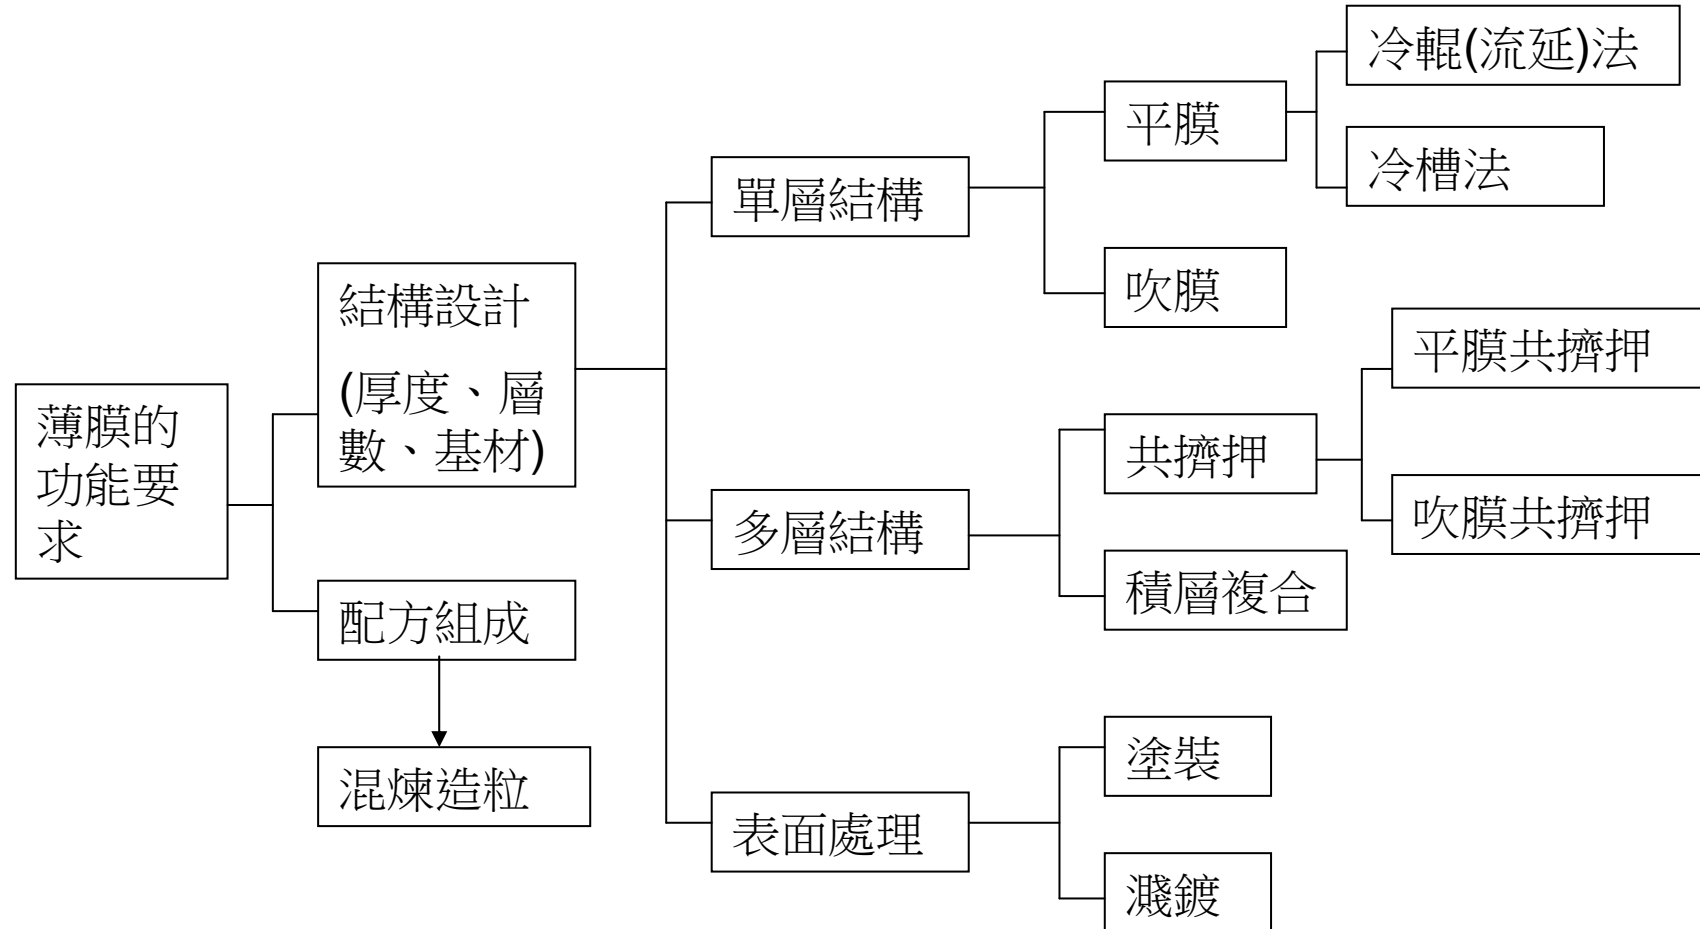 薄膜的
功能要
求
結構設計
(厚度、層
數、基材)
配方組成
混煉造粒
單層結構
平膜
冷輥(流延)法
冷槽法
吹膜
多層結構
共擠押
平膜共擠押
吹膜共擠押
積層複合
表面處理
塗裝
濺鍍